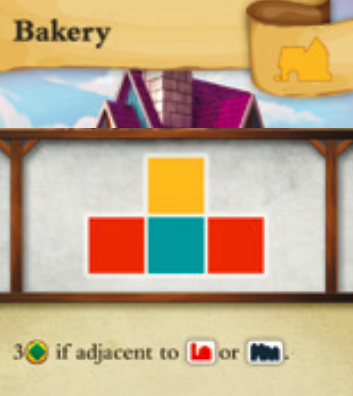 Bakery
3 if adjacent to or .